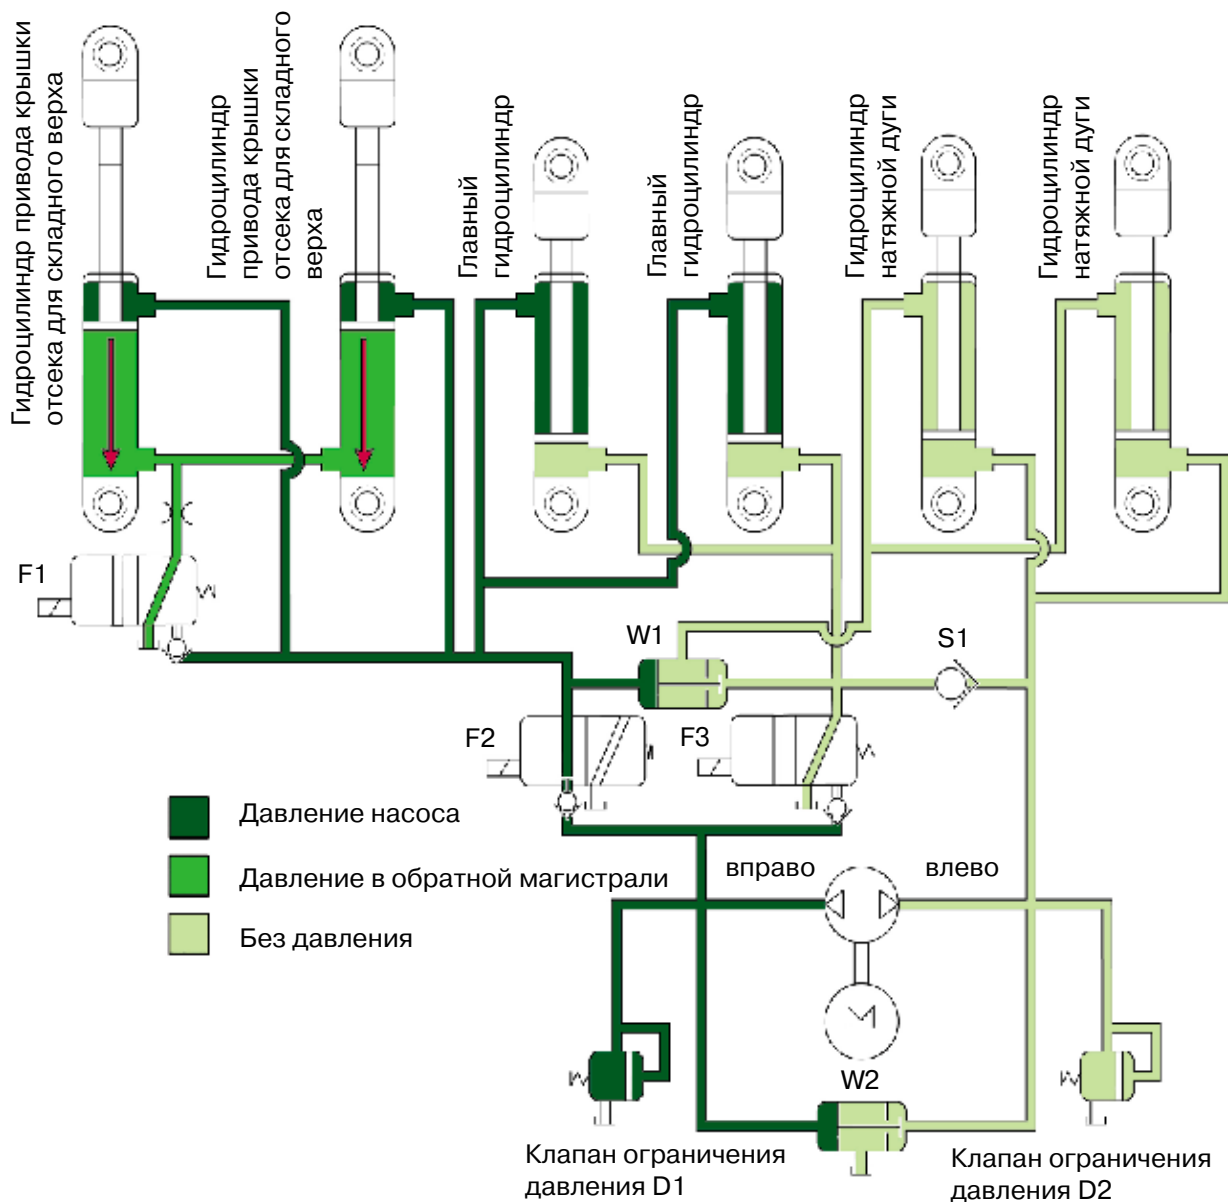 Гидроцилиндр привода крышки
отсека для складного верха
Гидроцилиндр
привода крышки
отсека для складного
верха
Главный
гидроцилиндр
Главный
гидроцилиндр
Гидроцилиндр
натяжной дуги
Гидроцилиндр
натяжной дуги
F1
W1
S1
F2
F3
Давление насоса
Давление в обратной магистрали
Без давления
вправо
влево
W2
Клапан ограничения
давления D1
Клапан ограничения
давления D2